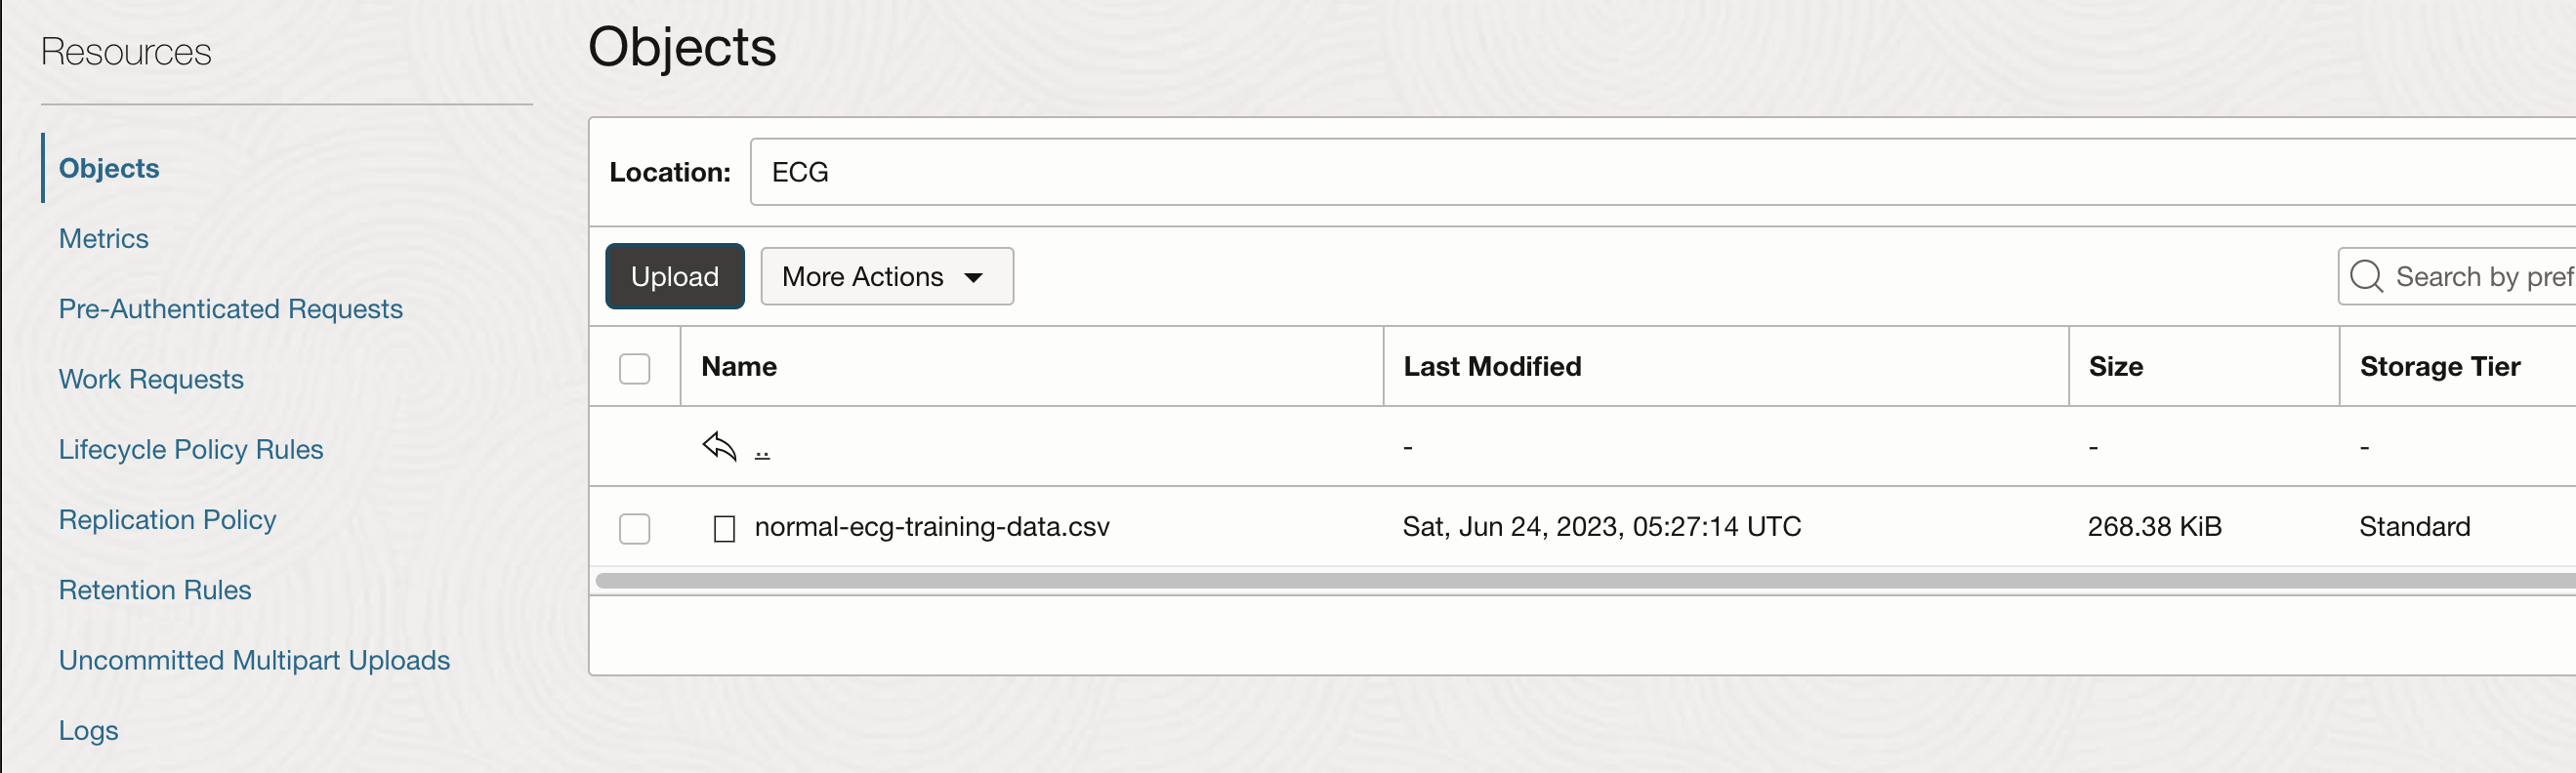 Resources
Objects
Metrics
Pre-Authenticated Requests
Work Requests
Lifecycle Policy Rules
Replication Policy
Retention Rules
Uncommitted Multipart Uploads
Logs
Objects
Location: ECG
Upload More Actions
Search by pref
Name Last Modified Size Storage Tier
.. - - -
normal-ecg-training-data.csv Sat, Jun 24, 2023, 05:27:14 UTC 268.38 KiB Standard